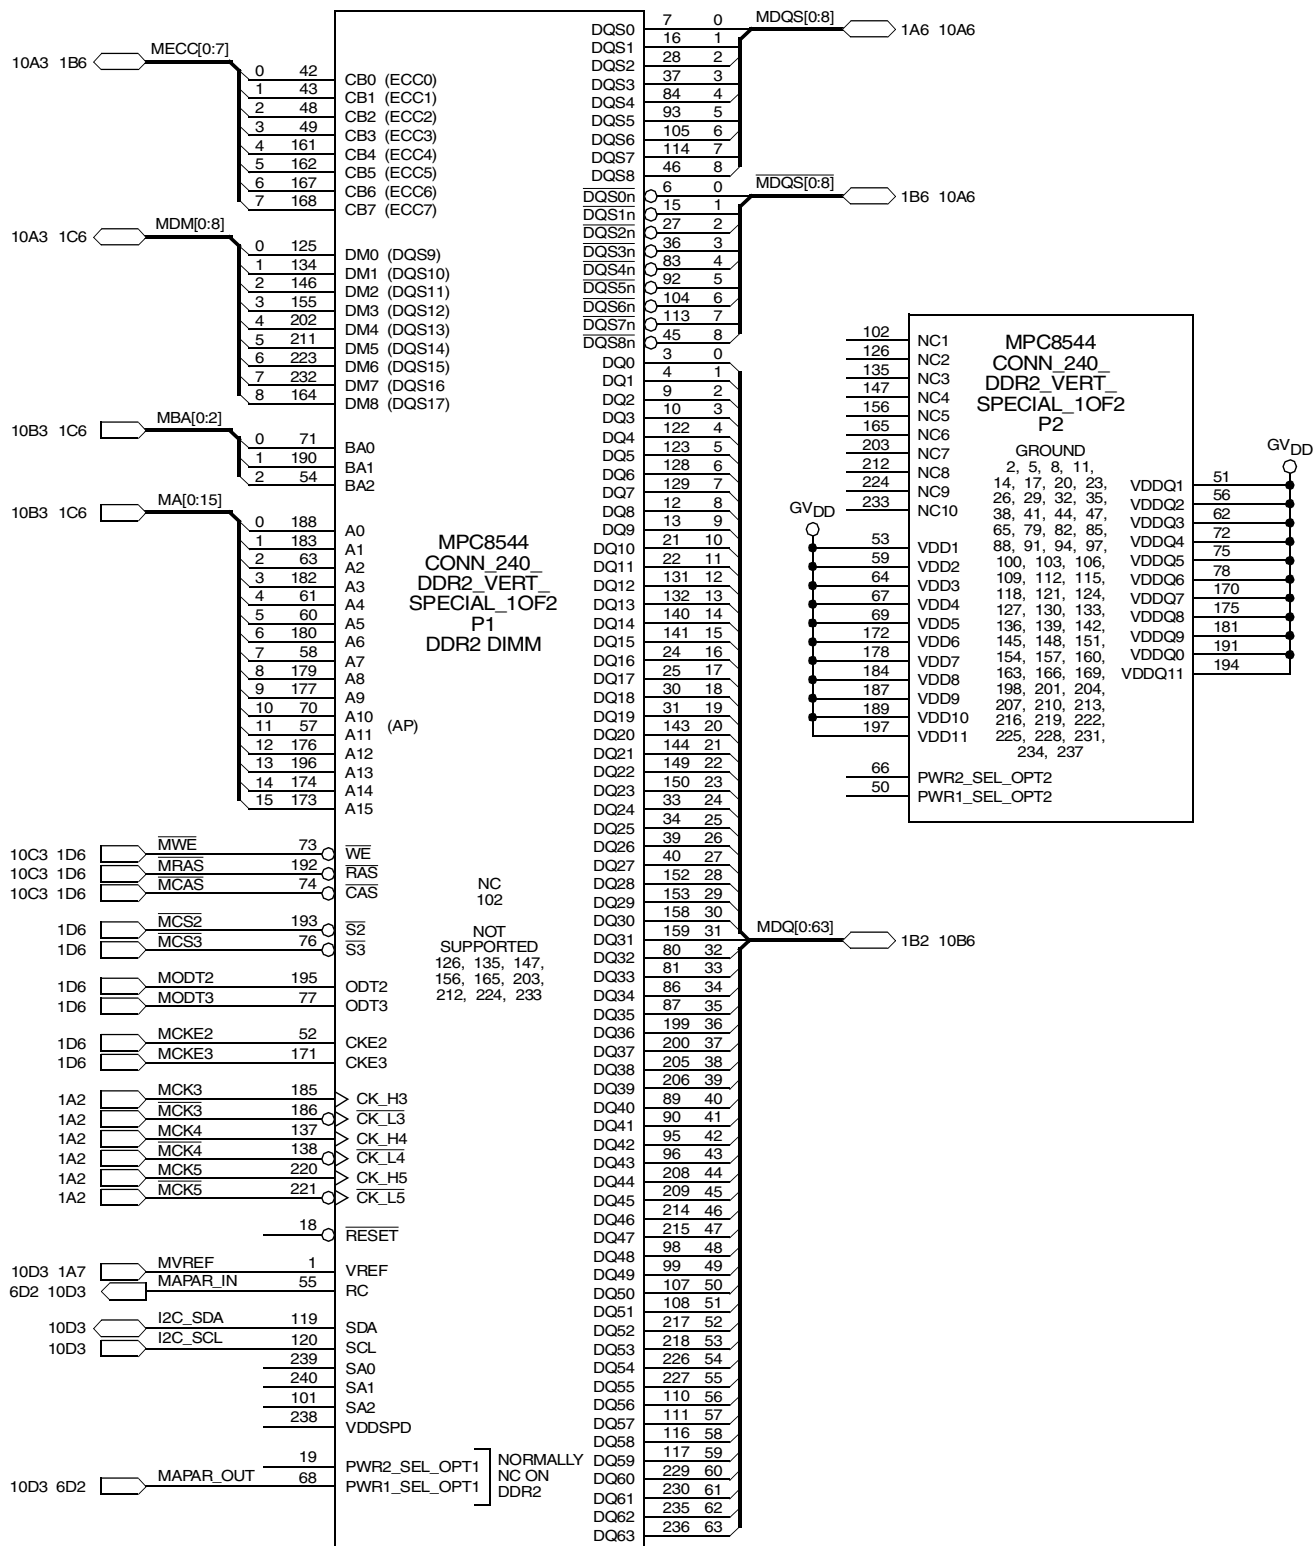 10A3 1B6 MECC[0:7]
0 42 CB0 (ECC0)
1 43 CB1 (ECC1)
2 48 CB2 (ECC2)
3 49 CB3 (ECC3)
4 161 CB4 (ECC4)
5 162 CB5 (ECC5)
6 167 CB6 (ECC6)
7 168 CB7 (ECC7)
10A3 1C6 MDM[0:8]
0 125 DM0 (DQS9)
1 134 DM1 (DQS10)
2 146 DM2 (DQS11)
3 155 DM3 (DQS12)
4 202 DM4 (DQS13)
5 211 DM5 (DQS14)
6 223 DM6 (DQS15)
7 232 DM7 (DQS16
8 164 DM8 (DQS17)
10B3 1C6 MBA[0:2]
0 71 BA0
1 190 BA1
2 54 BA2
10B3 1C6 MA[0:15]
0 188 A0
1 183 A1
2 63 A2
3 182 A3
4 61 A4
5 60 A5
6 180 A6
7 58 A7
8 179 A8
9 177 A9
10 70 A10
11 57 A11 (AP)
12 176 A12
13 196 A13
14 174 A14
15 173 A15
10C3 1D6 MWE 73 WE
10C3 1D6 MRAS 192 RAS
10C3 1D6 MCAS 74 CAS
1D6 MCS2 193 S2
1D6 MCS3 76 S3
1D6 MODT2 195 ODT2
1D6 MODT3 77 ODT3
1D6 MCKE2 52 CKE2
1D6 MCKE3 171 CKE3
1A2 MCK3 185 CK_H3
1A2 MCK3 186 CK_L3
1A2 MCK4 137 CK_H4
1A2 MCK4 138 CK_L4
1A2 MCK5 220 CK_H5
1A2 MCK5 221 CK_L5
18 RESET
10D3 1A7 MVREF 1 VREF
6D2 10D3 MAPAR_IN 55 RC
10D3 I2C_SDA 119 SDA
10D3 I2C_SCL 120 SCL
239 SA0
240 SA1
101 SA2
238 VDDSPD
19 PWR2_SEL_OPT1
10D3 6D2 MAPAR_OUT 68 PWR1_SEL_OPT1
NORMALLY
NC ON
DDR2
MPC8544
CONN_240_
DDR2_VERT_
SPECIAL_1OF2
P1
DDR2 DIMM
NC
102
NOT
SUPPORTED
126, 135, 147,
156, 165, 203,
212, 224, 233
DQS0 7 0 MDQS[0:8] 1A6 10A6
DQS1 16 1
DQS2 28 2
DQS3 37 3
DQS4 84 4
DQS5 93 5
DQS6 105 6
DQS7 114 7
DQS8 46 8
DQS0n 6 0 MDQS[0:8] 1B6 10A6
DQS1n 15 1
DQS2n 27 2
DQS3n 36 3
DQS4n 83 4
DQS5n 92 5
DQS6n 104 6
DQS7n 113 7
DQS8n 45 8
DQ0 3 0
DQ1 4 1
DQ2 9 2
DQ3 10 3
DQ4 122 4
DQ5 123 5
DQ6 128 6
DQ7 129 7
DQ8 12 8
DQ9 13 9
DQ10 21 10
DQ11 22 11
DQ12 131 12
DQ13 132 13
DQ14 140 14
DQ15 141 15
DQ16 24 16
DQ17 25 17
DQ18 30 18
DQ19 31 19
DQ20 143 20
DQ21 144 21
DQ22 149 22
DQ23 150 23
DQ24 33 24
DQ25 34 25
DQ26 39 26
DQ27 40 27
DQ28 152 28
DQ29 153 29
DQ30 158 30
DQ31 159 31 MDQ[0:63] 1B2 10B6
DQ32 80 32
DQ33 81 33
DQ34 86 34
DQ35 87 35
DQ36 199 36
DQ37 200 37
DQ38 205 38
DQ39 206 39
DQ40 89 40
DQ41 90 41
DQ42 95 42
DQ43 96 43
DQ44 208 44
DQ45 209 45
DQ46 214 46
DQ47 215 47
DQ48 98 48
DQ49 99 49
DQ50 107 50
DQ51 108 51
DQ52 217 52
DQ53 218 53
DQ54 226 54
DQ55 227 55
DQ56 110 56
DQ57 111 57
DQ58 116 58
DQ59 117 59
DQ60 229 60
DQ61 230 61
DQ62 235 62
DQ63 236 63
102 NC1
126 NC2
135 NC3
147 NC4
156 NC5
165 NC6
203 NC7
212 NC8
224 NC9
233 NC10
GVDD
53 VDD1
59 VDD2
64 VDD3
67 VDD4
69 VDD5
172 VDD6
178 VDD7
184 VDD8
187 VDD9
189 VDD10
197 VDD11
66 PWR2_SEL_OPT2
50 PWR1_SEL_OPT2
MPC8544
CONN_240_
DDR2_VERT_
SPECIAL_1OF2
P2
GROUND
2, 5, 8, 11,
14, 17, 20, 23,
26, 29, 32, 35,
38, 41, 44, 47,
65, 79, 82, 85,
88, 91, 94, 97,
100, 103, 106,
109, 112, 115,
118, 121, 124,
127, 130, 133,
136, 139, 142,
145, 148, 151,
154, 157, 160,
163, 166, 169,
198, 201, 204,
207, 210, 213,
216, 219, 222,
225, 228, 231,
234, 237
GVDD
VDDQ1 51
VDDQ2 56
VDDQ3 62
VDDQ4 72
VDDQ5 75
VDDQ6 78
VDDQ7 170
VDDQ8 175
VDDQ9 181
VDDQ0 191
VDDQ11 194